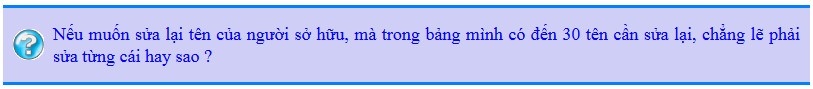 Nếu muốn sửa lại tên của người sở hữu, mà trong bảng mình có đến 30 tên cần sửa lại, chẳng lẽ phải
sửa từng cái hay sao ?